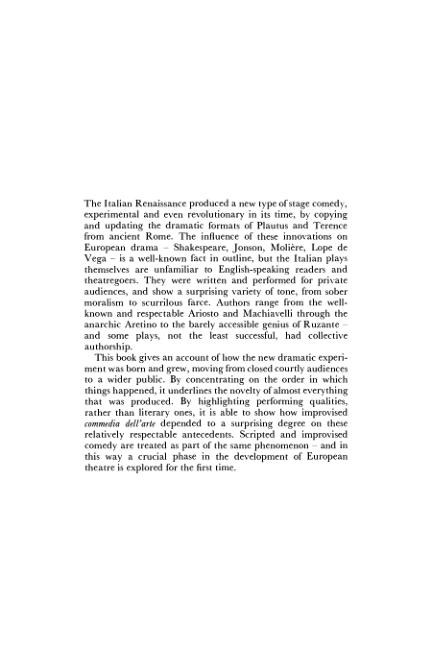 The Italian Renaissance produced a new type of stage comedy,
experimental and even revolutionary in its time, by copying
and updating the dramatic formats of Plautus and Terence
from ancient Rome. The influence of these innovations on
European drama – Shakespeare, Jonson, Molière, Lope de
Vega – is a well-known fact in outline, but the Italian plays
themselves are unfamiliar to English-speaking readers and
theatregoers. They were written and performed for private
audiences, and show a surprising variety of tone, from sober
moralism to scurrilous farce. Authors range from the well-
known and respectable Ariosto and Machiavelli through the
anarchic Aretino to the barely accessible genius of Ruzante –
and some plays, not the least successful, had collective
authorship.
This book gives an account of how the new dramatic experi-
ment was born and grew, moving from closed courtly audiences
to a wider public. By concentrating on the order in which
things happened, it underlines the novelty of almost everything
that was produced. By highlighting performing qualities,
rather than literary ones, it is able to show how improvised
commedia dell'arte depended to a surprising degree on these
relatively respectable antecedents. Scripted and improvised
comedy are treated as part of the same phenomenon – and in
this way a crucial phase in the development of European
theatre is explored for the first time.